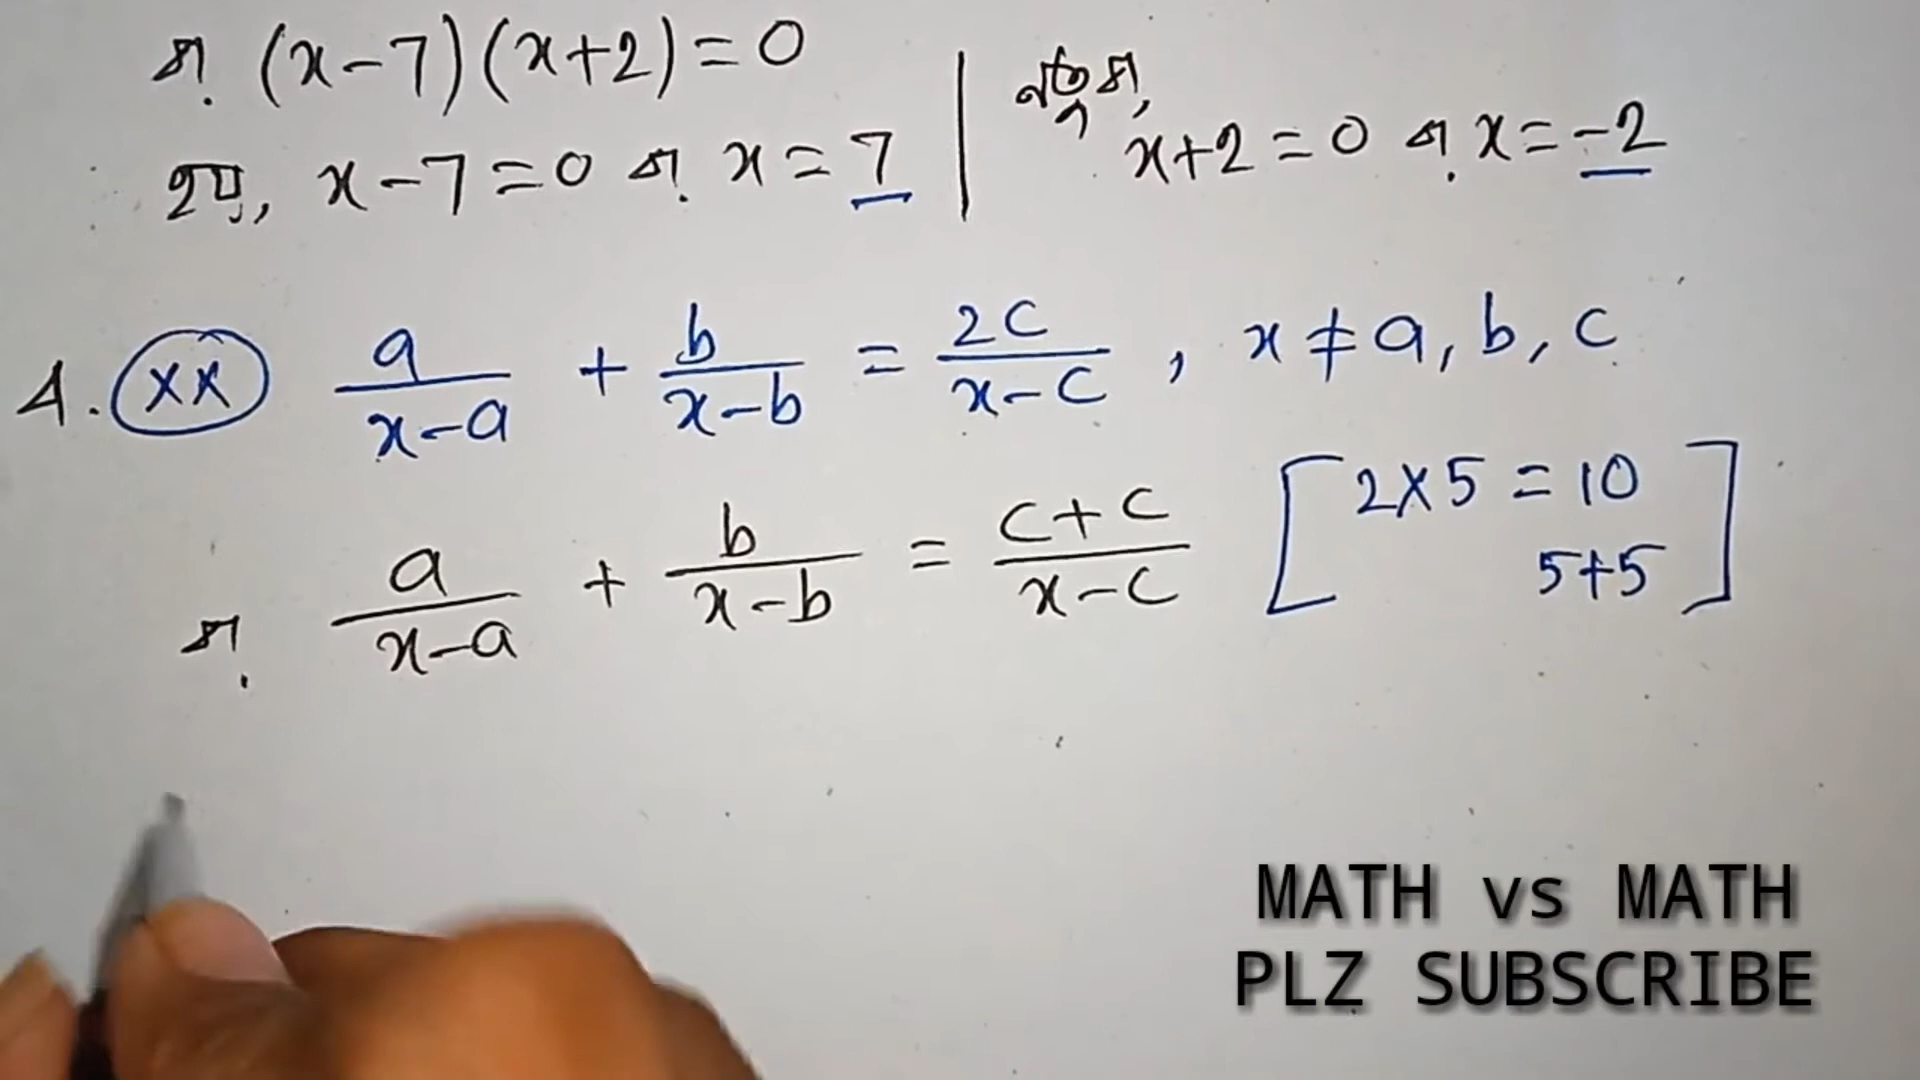 বা, (x-7)(x+2)=0
হয়, x-7=0 বা, x=7 | নতুবা, x+2=0 বা, x=-2
4. (xx) a/(x-a) + b/(x-b) = 2c/(x-c), x≠a, b, c
বা, a/(x-a) + b/(x-b) = (c+c)/(x-c) [2×5=10
5+5]
MATH vs MATH
PLZ SUBSCRIBE